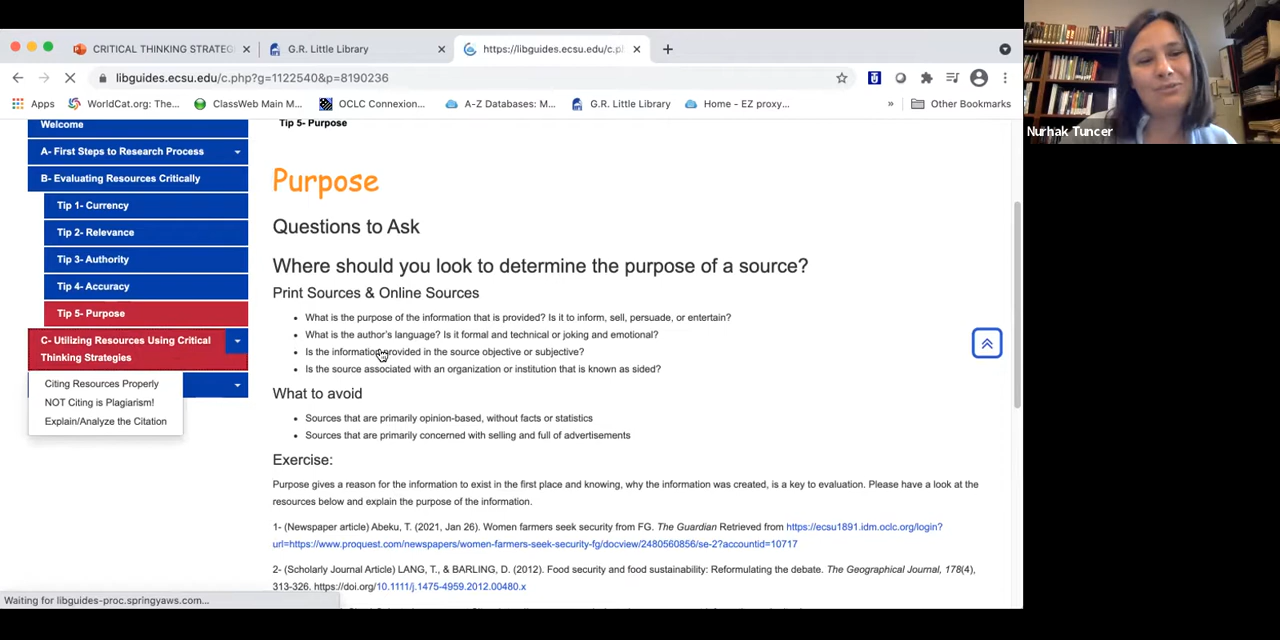 CRITICAL THINKING STRATEG
G.R. Little Library
https://libguides.ecsu.edu/c.pl
libguides.ecsu.edu/c.php?g=1122540&p=8190236
Apps
WorldCat.org: The...
ClassWeb Main M...
OCLC Connexion...
A-Z Databases: M...
G.R. Little Library
Home - EZ proxy...
»
Other Bookmarks
Nurhak Tuncer
Welcome
A- First Steps to Research Process
B- Evaluating Resources Critically
Tip 1- Currency
Tip 2- Relevance
Tip 3- Authority
Tip 4- Accuracy
Tip 5- Purpose
C- Utilizing Resources Using Critical
Thinking Strategies
Citing Resources Properly
NOT Citing is Plagiarism!
Explain/Analyze the Citation
Tip 5- Purpose
Purpose
Questions to Ask
Where should you look to determine the purpose of a source?
Print Sources & Online Sources
• What is the purpose of the information that is provided? Is it to inform, sell, persuade, or entertain?
• What is the author's language? Is it formal and technical or joking and emotional?
• Is the information provided in the source objective or subjective?
• Is the source associated with an organization or institution that is known as sided?
What to avoid
• Sources that are primarily opinion-based, without facts or statistics
• Sources that are primarily concerned with selling and full of advertisements
Exercise:
Purpose gives a reason for the information to exist in the first place and knowing, why the information was created, is a key to evaluation. Please have a look at the
resources below and explain the purpose of the information.
1- (Newspaper article) Abeku, T. (2021, Jan 26). Women farmers seek security from FG. The Guardian Retrieved from https://ecsu1891.idm.oclc.org/login?
url=https://www.proquest.com/newspapers/women-farmers-seek-security-fg/docview/2480560856/se-2?accountid=10717
2- (Scholarly Journal Article) LANG, T., & BARLING, D. (2012). Food security and food sustainability: Reformulating the debate. The Geographical Journal, 178(4),
313-326. https://doi.org/10.1111/j.1475-4959.2012.00480.x
Waiting for libguides-proc.springyaws.com...